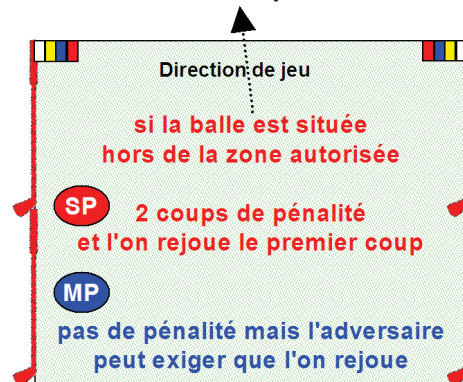 Direction de jeu
si la balle est située
hors de la zone autorisée
SP
2 coups de pénalité
et l'on rejoue le premier coup
MP
pas de pénalité mais l'adversaire
peut exiger que l'on rejoue